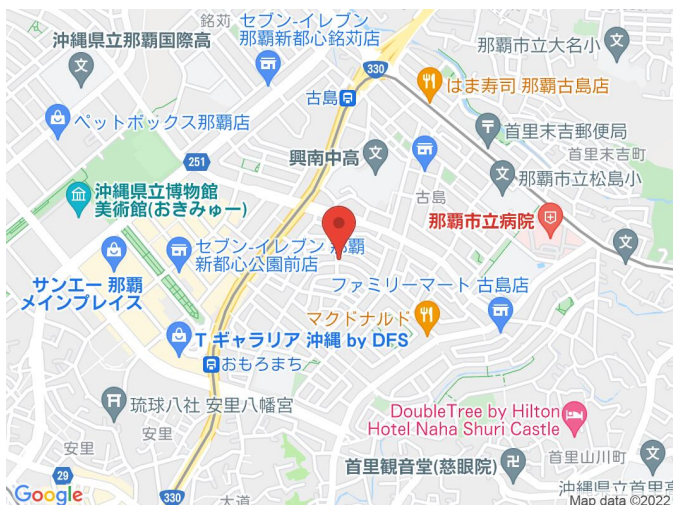 セブン-イレブン
那覇新都心銘苅店
銘苅
沖縄県立那覇国際高
330
那覇市立大名小
古島
はま寿司 那覇古島店
ペットボックス那覇店
首里末吉郵便局
首里末吉町
251
興南中高
古島
那覇市立松島小
沖縄県立博物館
美術館(おきみゅー)
那覇市立病院
セブン-イレブン 那覇
新都心公園前店
サンエー 那覇
メインプレイス
ファミリーマート 古島店
マクドナルド
T ギャラリア 沖縄 by DFS
おもろまち
琉球八社 安里八幡宮
DoubleTree by Hilton
Hotel Naha Shuri Castle
安里
安里
首里観音堂(慈眼院)
首里山川町
29
沖縄県立首里高
Google
330
大道
Map data ©2022